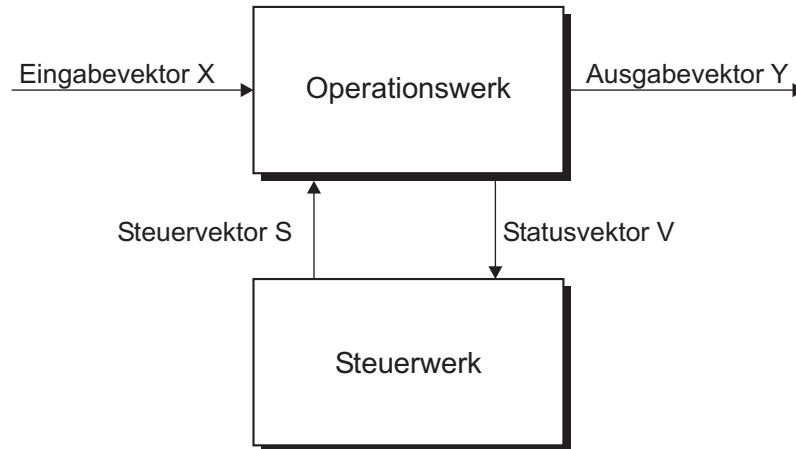 Eingabevektor X
Operationswerk
Ausgabevektor Y
Steuervektor S
Statusvektor V
Steuerwerk